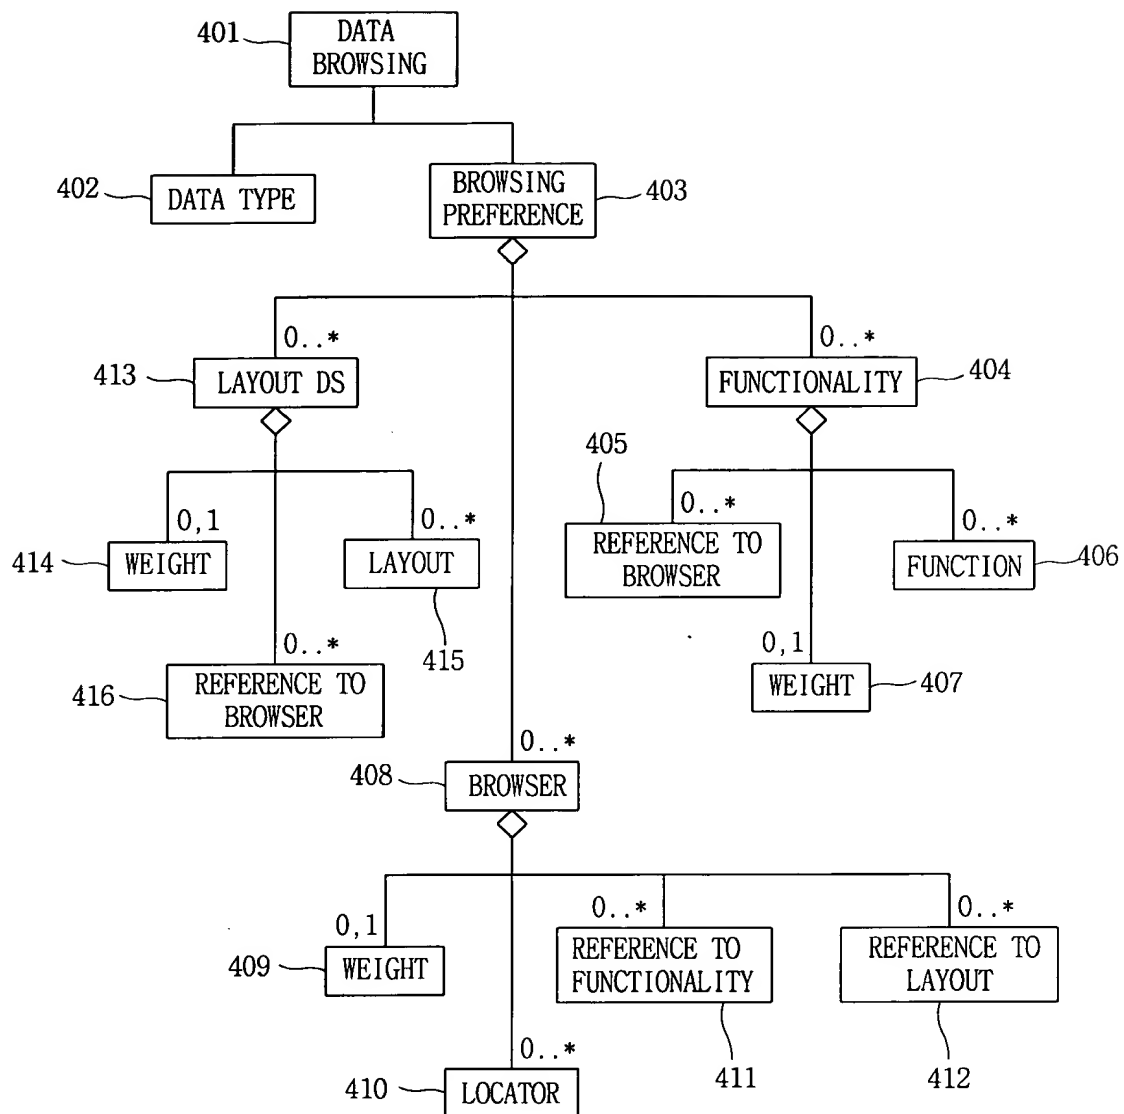 401
DATA
BROWSING
402
DATA TYPE
BROWSING
PREFERENCE
403
0..*
0..*
413
LAYOUT DS
FUNCTIONALITY
404
405
0,1
0..*
0..*
0..*
414
WEIGHT
LAYOUT
REFERENCE TO
BROWSER
FUNCTION
406
415
0..*
0,1
416
REFERENCE TO
BROWSER
WEIGHT
407
0..*
408
BROWSER
0,1
0..*
0..*
409
WEIGHT
REFERENCE TO
FUNCTIONALITY
REFERENCE TO
LAYOUT
0..*
411
412
410
LOCATOR